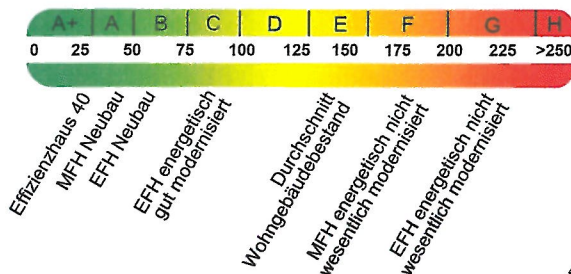 A+ A B C D E F G H
0 25 50 75 100 125 150 175 200 225 >250
Effizienzhaus 40
MFH Neubau
EFH Neubau
EFH energetisch
gut modernisiert
Durchschnitt
Wohngebäudebestand
MFH energetisch nicht
wesentlich modernisiert
EFH energetisch nicht
wesentlich modernisiert